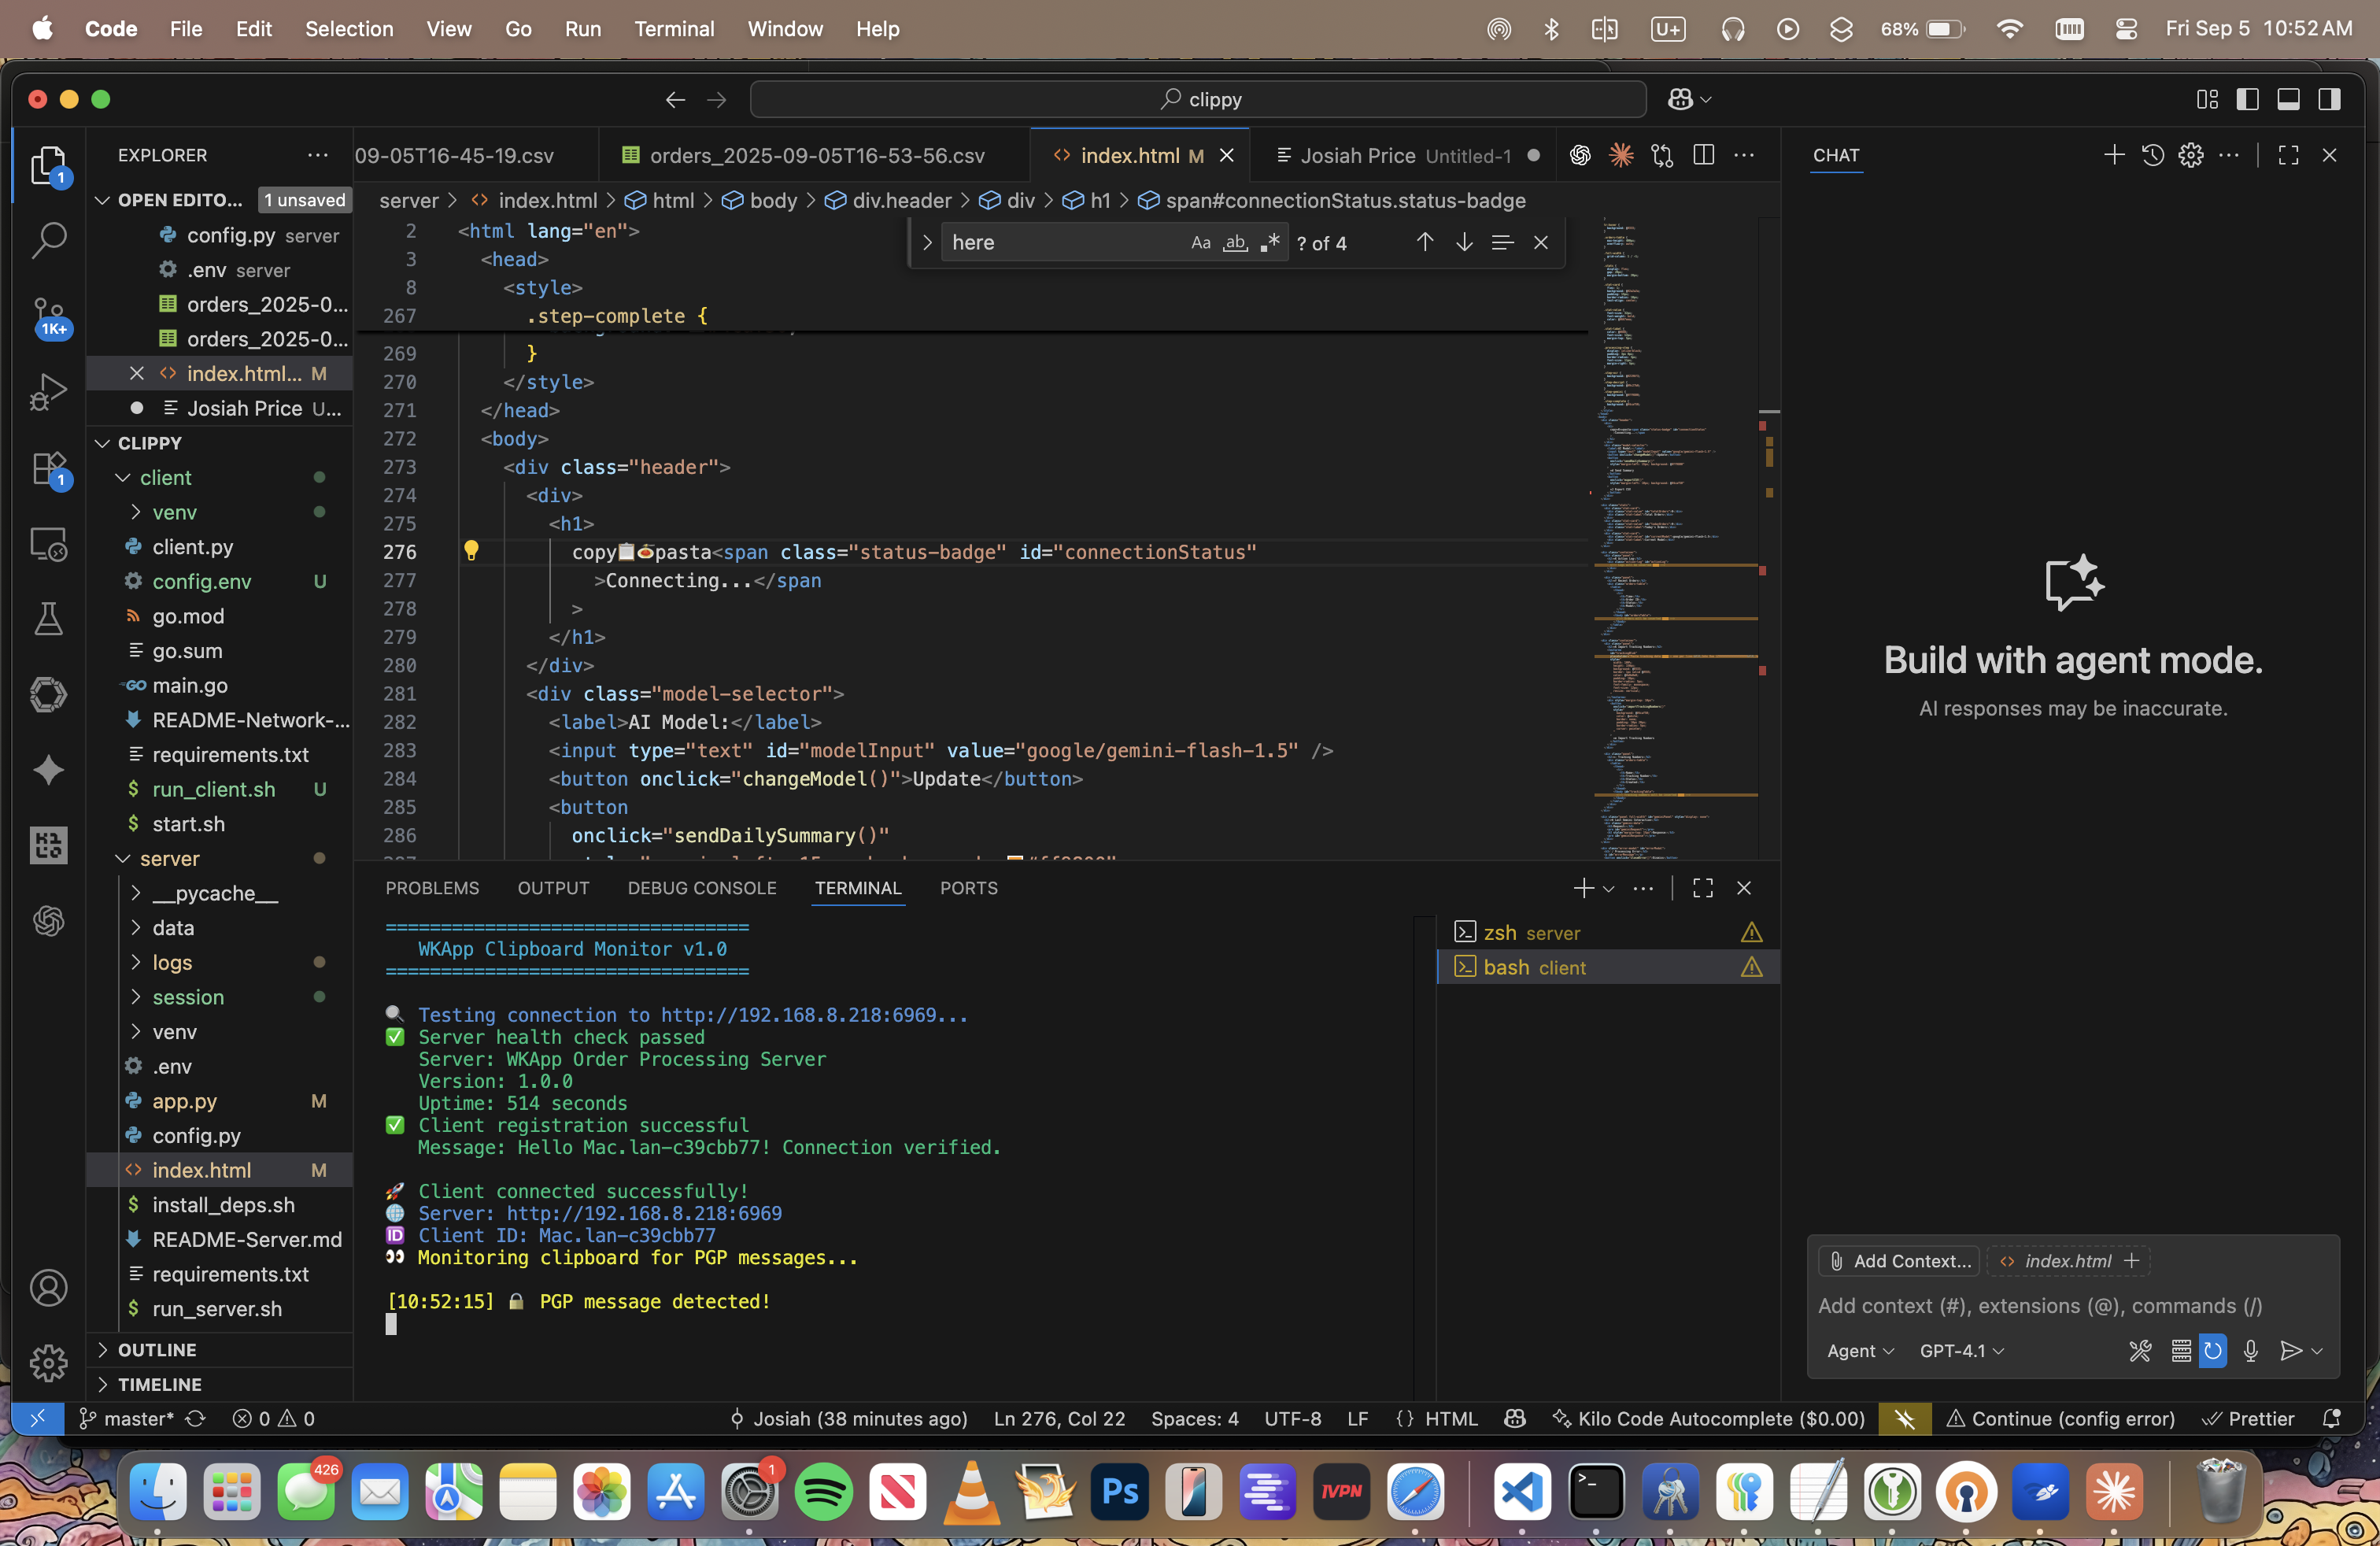 Code File Edit Selection View Go Run Terminal Window Help
U+ 68% Fri Sep 5 10:52 AM
clippy
EXPLORER
OPEN EDITO... 1 unsaved
config.py server
.env server
orders_2025-0...
orders_2025-0...
index.html... M
Josiah Price U...
CLIPPY
client
venv
client.py
config.env U
go.mod
go.sum
main.go
README-Network-...
requirements.txt
run_client.sh U
start.sh
server
__pycache__
data
logs
session
venv
.env
app.py M
config.py
index.html M
install_deps.sh
README-Server.md
requirements.txt
run_server.sh
OUTLINE
TIMELINE
1
1K+
1
09-05T16-45-19.csv
orders_2025-09-05T16-53-56.csv
index.html M
Josiah Price Untitled-1
server > index.html > html > body > div.header > div > h1 > span#connectionStatus.status-badge
here Aa ab ? of 4
2 <html lang="en">
3 <head>
8 <style>
267 .step-complete {
269 }
270 </style>
271 </head>
272 <body>
273 <div class="header">
274 <div>
275 <h1>
276 copy📋🍝pasta<span class="status-badge" id="connectionStatus"
277 >Connecting...</span
278 >
279 </h1>
280 </div>
281 <div class="model-selector">
282 <label>AI Model:</label>
283 <input type="text" id="modelInput" value="google/gemini-flash-1.5" />
284 <button onclick="changeModel()">Update</button>
285 <button
286 onclick="sendDailySummary()"
PROBLEMS OUTPUT DEBUG CONSOLE TERMINAL PORTS
=================================
WKApp Clipboard Monitor v1.0
=================================
🔍 Testing connection to http://192.168.8.218:6969...
✅ Server health check passed
Server: WKApp Order Processing Server
Version: 1.0.0
Uptime: 514 seconds
✅ Client registration successful
Message: Hello Mac.lan-c39cbb77! Connection verified.
🚀 Client connected successfully!
🌐 Server: http://192.168.8.218:6969
🆔 Client ID: Mac.lan-c39cbb77
👀 Monitoring clipboard for PGP messages...
[10:52:15] 🔒 PGP message detected!
zsh server
bash client
CHAT
Build with agent mode.
AI responses may be inaccurate.
Add Context... index.html
Add context (#), extensions (@), commands (/)
Agent GPT-4.1
master* 0 0 Josiah (38 minutes ago) Ln 276, Col 22 Spaces: 4 UTF-8 LF {} HTML Kilo Code Autocomplete ($0.00) Continue (config error) Prettier
426
1
Ps
IVPN